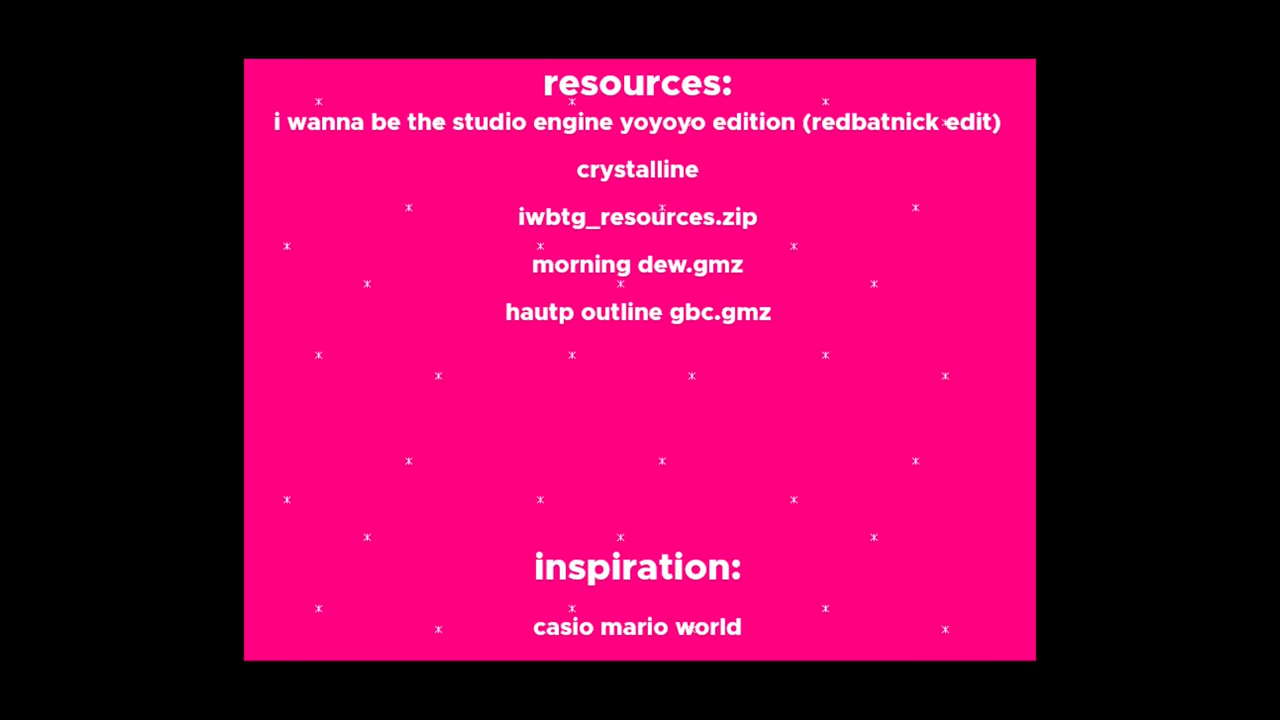 resources:
i wanna be the studio engine yoyoyo edition (redbatnick edit)
crystalline
iwbtg_resources.zip
morning dew.gmz
hautp outline gbc.gmz
inspiration:
casio mario world